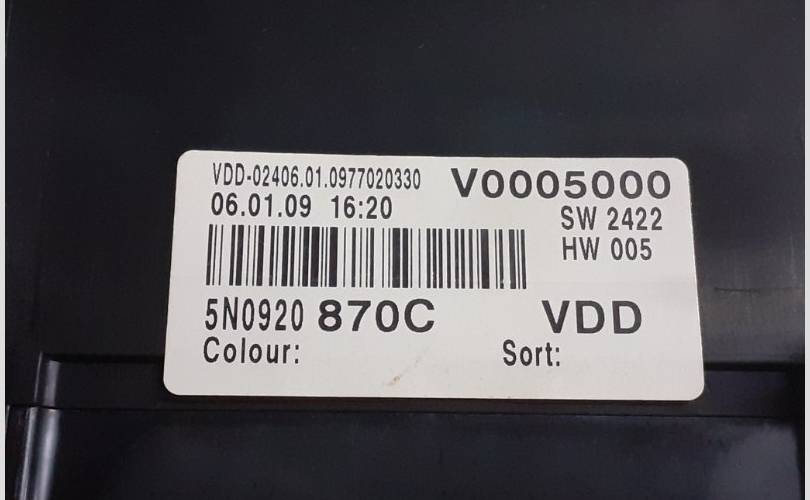 VDD-02406.01.0977020330 V0005000
06.01.09 16:20 SW 2422
HW 005
5N0920 870C VDD
Colour: Sort: